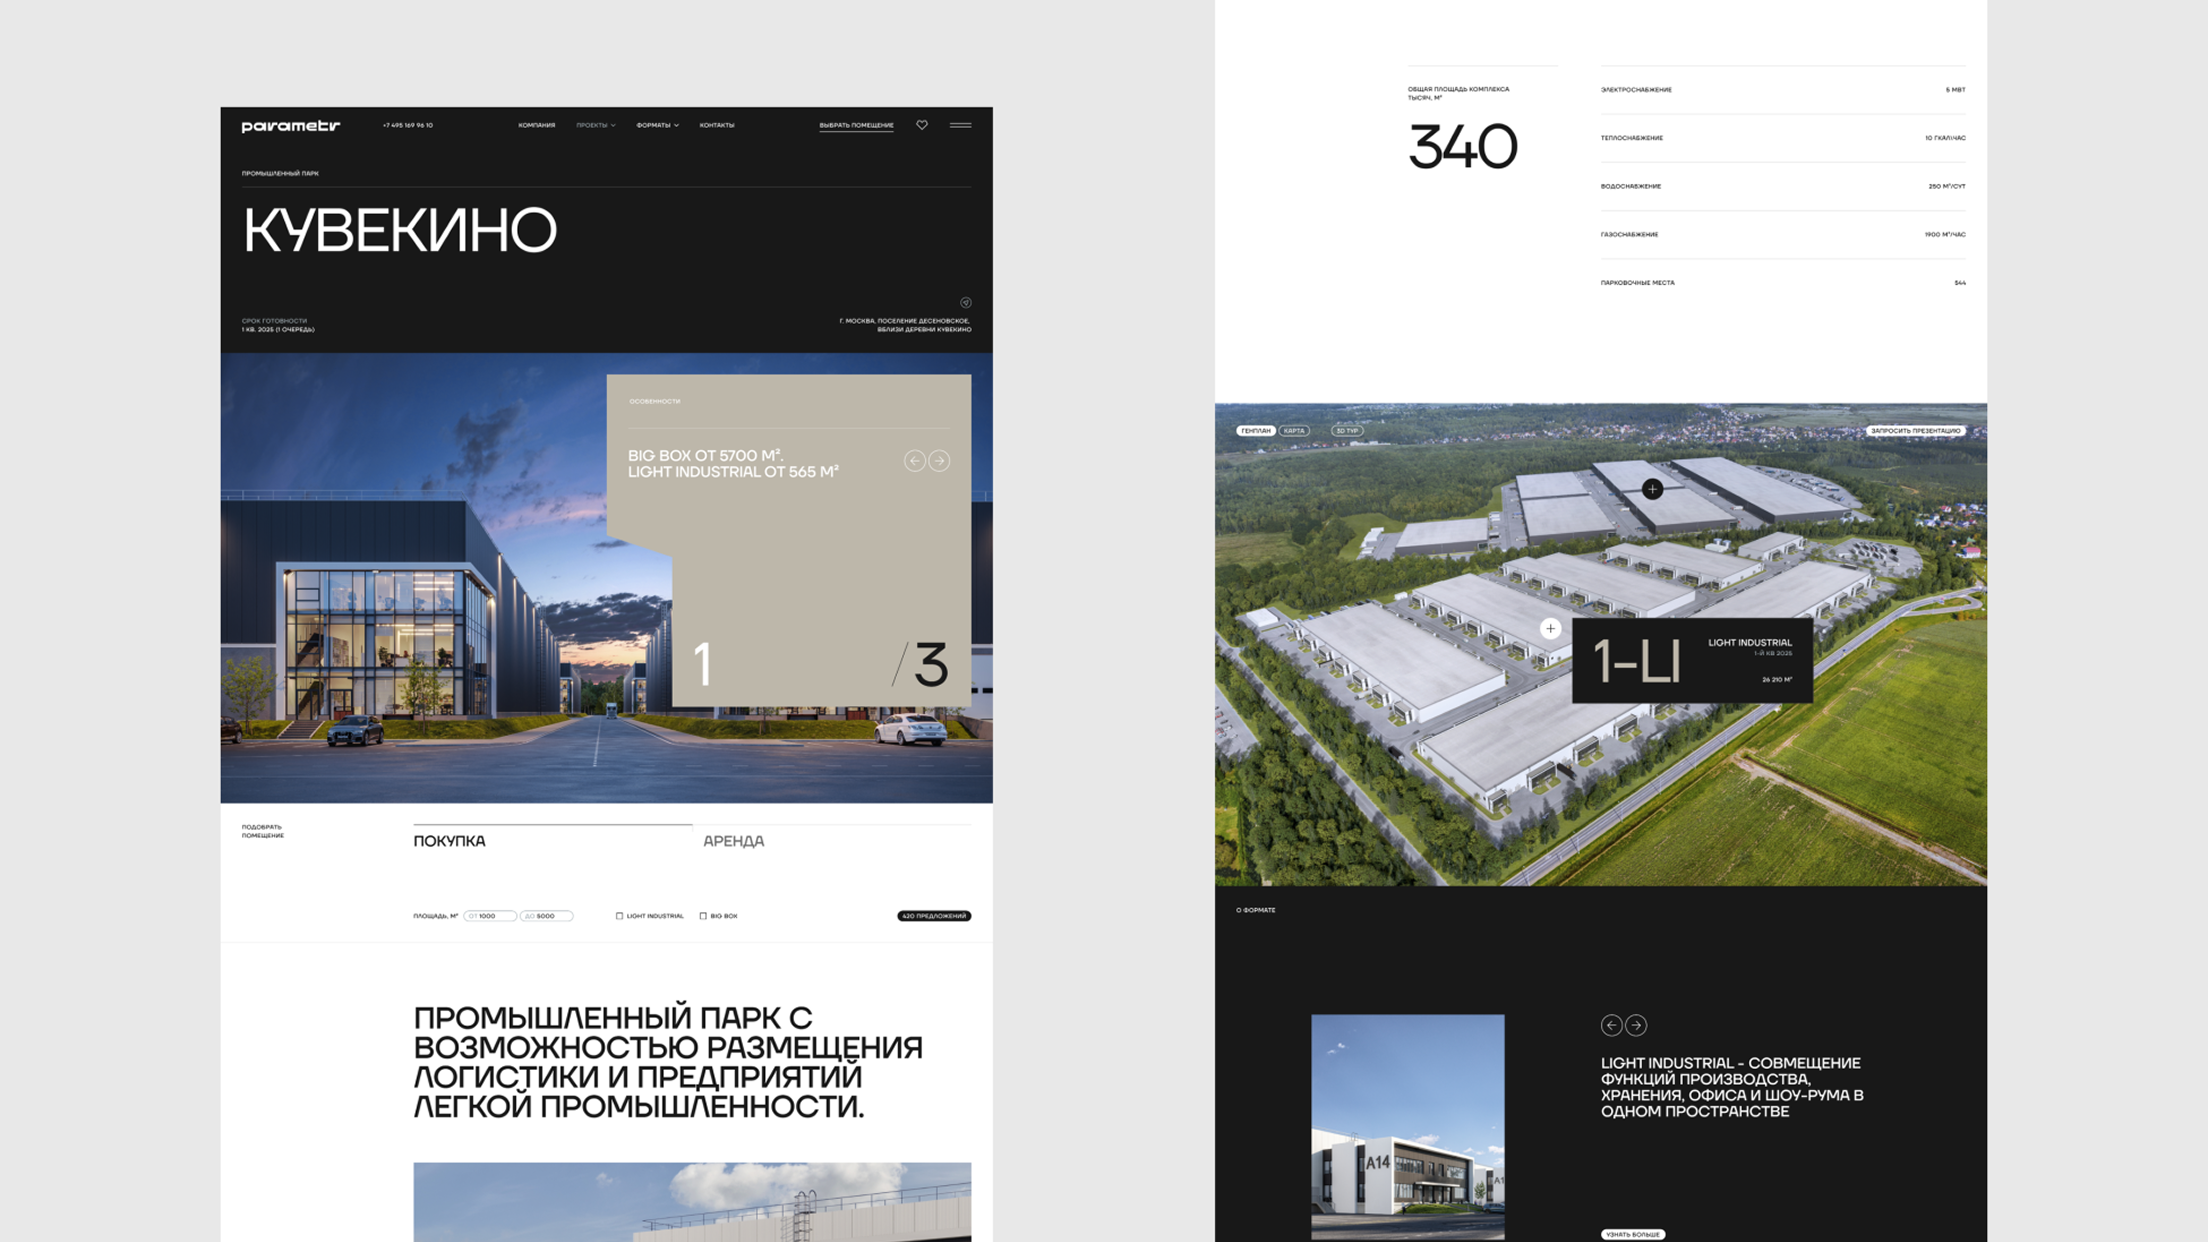 parametr
+7 495 169 96 10
КОМПАНИЯ
ПРОЕКТЫ
ФОРМАТЫ
КОНТАКТЫ
ВЫБРАТЬ ПОМЕЩЕНИЕ
ПРОМЫШЛЕННЫЙ ПАРК
КУВЕКИНО
СРОК ГОТОВНОСТИ
1 КВ. 2025 (1 ОЧЕРЕДЬ)
Г. МОСКВА, ПОСЕЛЕНИЕ ДЕСЕНОВСКОЕ,
ВБЛИЗИ ДЕРЕВНИ КУВЕКИНО
ОСОБЕННОСТИ
BIG BOX ОТ 5700 М².
LIGHT INDUSTRIAL ОТ 565 М²
1
/3
ПОДОБРАТЬ
ПОМЕЩЕНИЕ
ПОКУПКА
АРЕНДА
ПЛОЩАДЬ, М²
ОТ 1000
ДО 5000
LIGHT INDUSTRIAL
BIG BOX
420 ПРЕДЛОЖЕНИЙ
ПРОМЫШЛЕННЫЙ ПАРК С
ВОЗМОЖНОСТЬЮ РАЗМЕЩЕНИЯ
ЛОГИСТИКИ И ПРЕДПРИЯТИЙ
ЛЕГКОЙ ПРОМЫШЛЕННОСТИ.
ОБЩАЯ ПЛОЩАДЬ КОМПЛЕКСА
ТЫСЯЧ, М²
340
ЭЛЕКТРОСНАБЖЕНИЕ
5 МВТ
ТЕПЛОСНАБЖЕНИЕ
10 ГКАЛ\ЧАС
ВОДОСНАБЖЕНИЕ
250 М³/СУТ
ГАЗОСНАБЖЕНИЕ
1900 М³/ЧАС
ПАРКОВОЧНЫЕ МЕСТА
544
ГЕНПЛАН
КАРТА
3D ТУР
ЗАПРОСИТЬ ПРЕЗЕНТАЦИЮ
1-LI
LIGHT INDUSTRIAL
1-Й КВ 2025
26 210 М²
О ФОРМАТЕ
A14
A1
LIGHT INDUSTRIAL - СОВМЕЩЕНИЕ
ФУНКЦИЙ ПРОИЗВОДСТВА,
ХРАНЕНИЯ, ОФИСА И ШОУ-РУМА В
ОДНОМ ПРОСТРАНСТВЕ
УЗНАТЬ БОЛЬШЕ